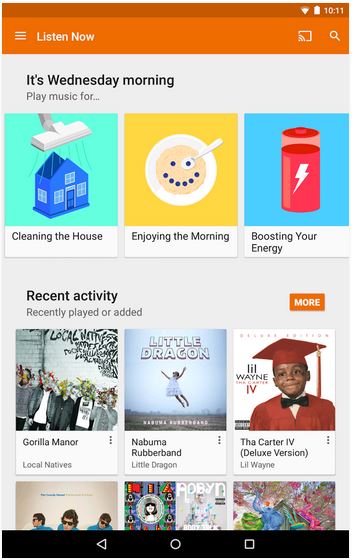 10:11
Listen Now
It's Wednesday morning
Play music for...
Cleaning the House
Enjoying the Morning
Boosting Your
Energy
Recent activity
Recently played or added
MORE
LOCAL NATIVES
LITTLE
DRAGON
NABUMA
RUBBERBAND
DELUXE EDITION
lil
WAYNE
THA CARTER
IV
Gorilla Manor
Local Natives
Nabuma
Rubberband
Little Dragon
Tha Carter IV
(Deluxe Version)
Lil Wayne
ROBYN